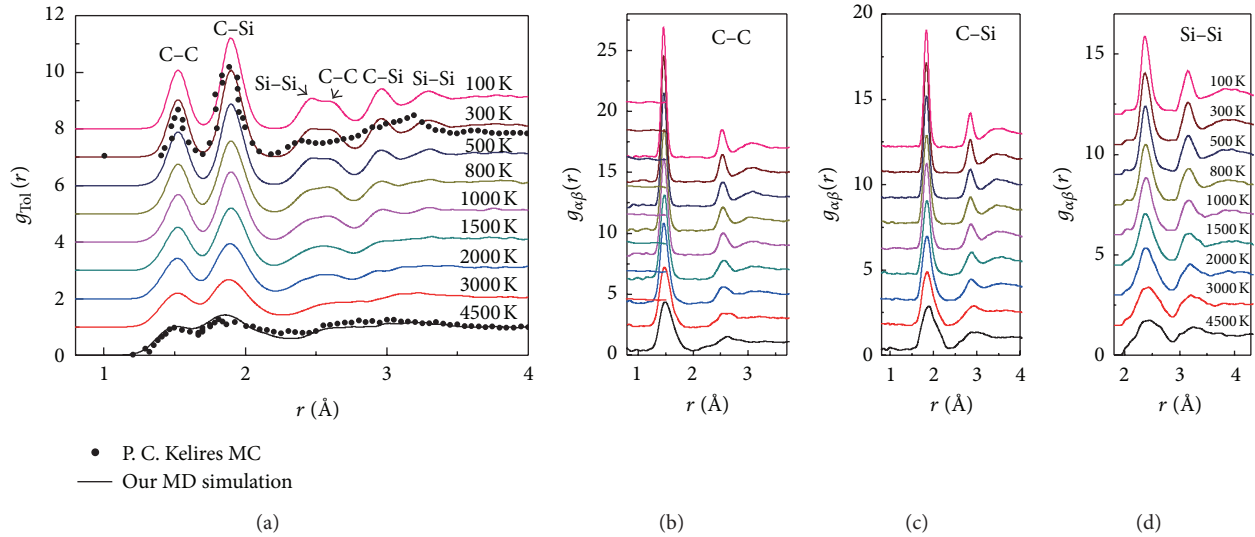 12
10
8
6
4
2
0
g_Tol (r)
C–C
C–Si
Si–Si
C–C
C–Si
Si–Si
100 K
300 K
500 K
800 K
1000 K
1500 K
2000 K
3000 K
4500 K
1 2 3 4
r (Å)
P. C. Kelires MC
Our MD simulation
(a)
25
20
15
10
5
0
g_αβ(r)
C–C
1 2 3
r (Å)
(b)
20
15
10
5
0
g_αβ(r)
C–Si
1 2 3 4
r (Å)
(c)
15
10
5
0
g_αβ(r)
Si–Si
100 K
300 K
500 K
800 K
1000 K
1500 K
2000 K
3000 K
4500 K
2 3 4
r (Å)
(d)